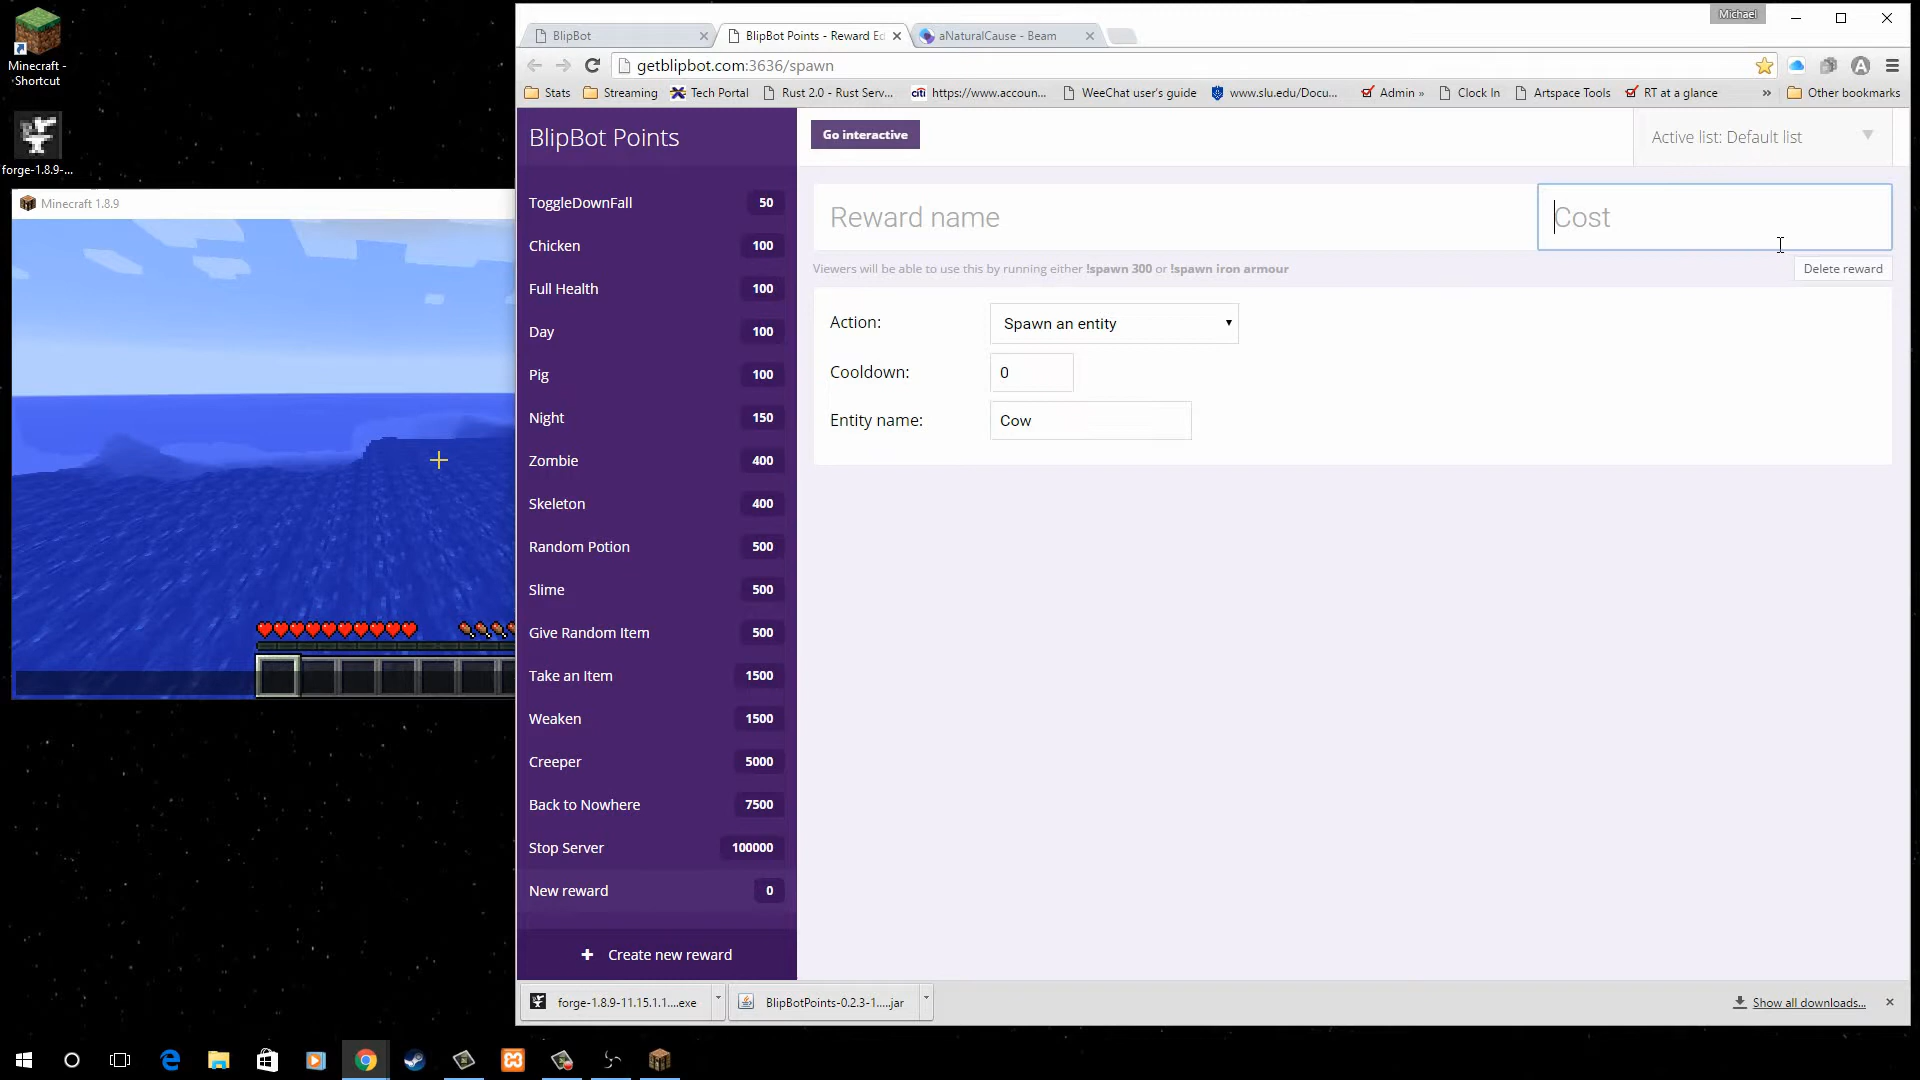 Michael
Minecraft -
Shortcut
forge-1.8.9-...
Minecraft 1.8.9
BlipBot
BlipBot Points - Reward Ed
aNaturalCause - Beam
getblipbot.com:3636/spawn
Stats
Streaming
Tech Portal
Rust 2.0 - Rust Serv...
citi
https://www.accoun...
WeeChat user's guide
www.slu.edu/Docu...
Admin »
Clock In
Artspace Tools
RT at a glance
»
Other bookmarks
BlipBot Points
Go interactive
Active list: Default list
ToggleDownFall 50
Chicken 100
Full Health 100
Day 100
Pig 100
Night 150
Zombie 400
Skeleton 400
Random Potion 500
Slime 500
Give Random Item 500
Take an Item 1500
Weaken 1500
Creeper 5000
Back to Nowhere 7500
Stop Server 100000
New reward 0
+ Create new reward
Reward name
Cost
Viewers will be able to use this by running either !spawn 300 or !spawn iron armour
Delete reward
Action: Spawn an entity
Cooldown: 0
Entity name: Cow
forge-1.8.9-11.15.1.1....exe
BlipBotPoints-0.2.3-1.....jar
Show all downloads...